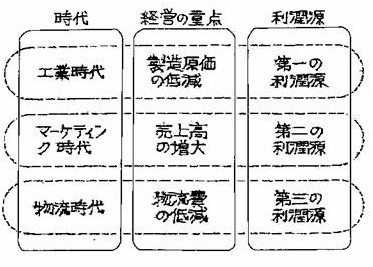 時代 経営の重点 利潤源
工業時代 製造原価の低減 第一の利潤源
マーケティング時代 売上高の増大 第二の利潤源
物流時代 物流費の低減 第三の利潤源